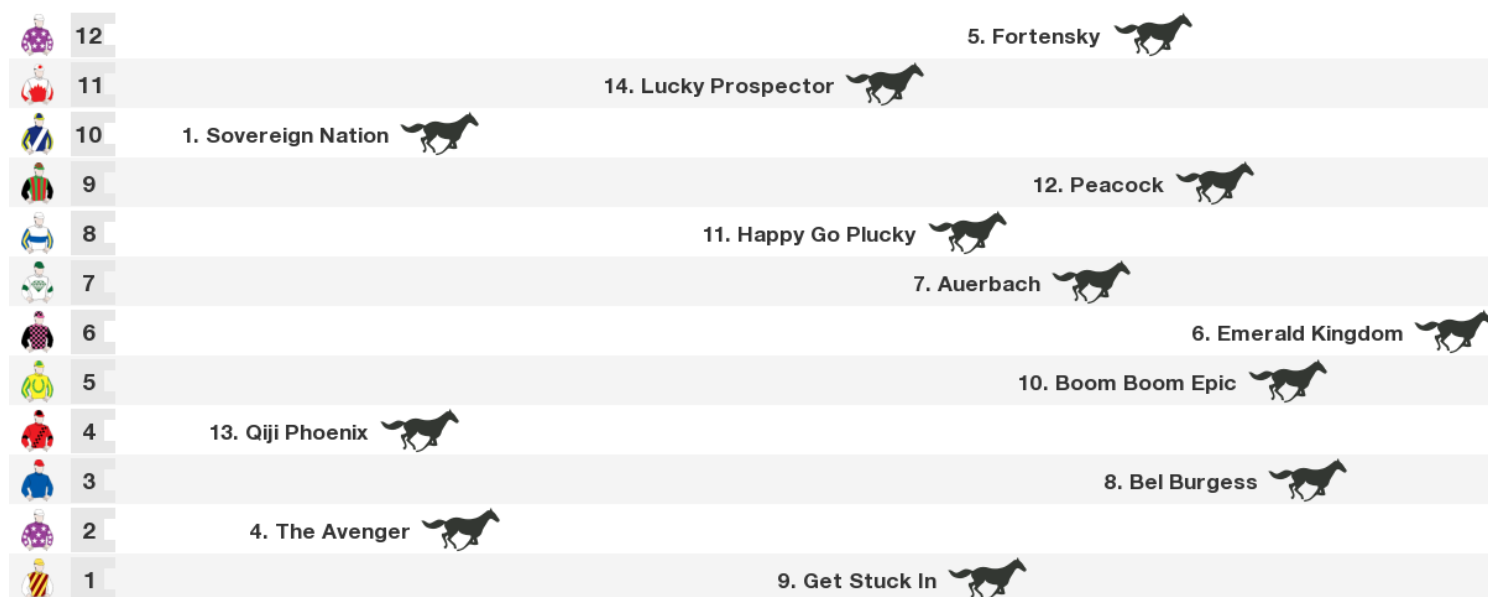 12 5. Fortensky
11 14. Lucky Prospector
10 1. Sovereign Nation
9 12. Peacock
8 11. Happy Go Plucky
7 7. Auerbach
6 6. Emerald Kingdom
5 10. Boom Boom Epic
4 13. Qiji Phoenix
3 8. Bel Burgess
2 4. The Avenger
1 9. Get Stuck In